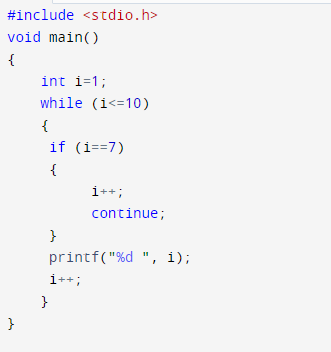 #include <stdio.h>
void main()
{
    int i=1;
    while (i<=10)
    {
     if (i==7)
     {
          i++;
          continue;
     }
     printf("%d ", i);
     i++;
    }
}